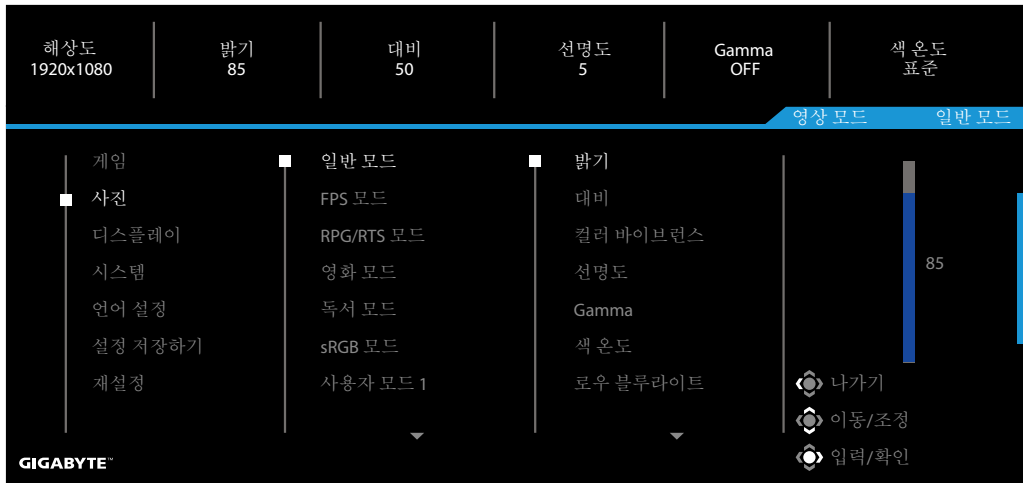 해상도
1920x1080
밝기
85
대비
50
선명도
5
Gamma
OFF
색 온도
표준
영상 모드
일반 모드
게임
사진
디스플레이
시스템
언어 설정
설정 저장하기
재설정
일반 모드
FPS 모드
RPG/RTS 모드
영화 모드
독서 모드
sRGB 모드
사용자 모드 1
밝기
대비
컬러 바이브런스
선명도
Gamma
색 온도
로우 블루라이트
85
나가기
이동/조정
입력/확인
GIGABYTE™